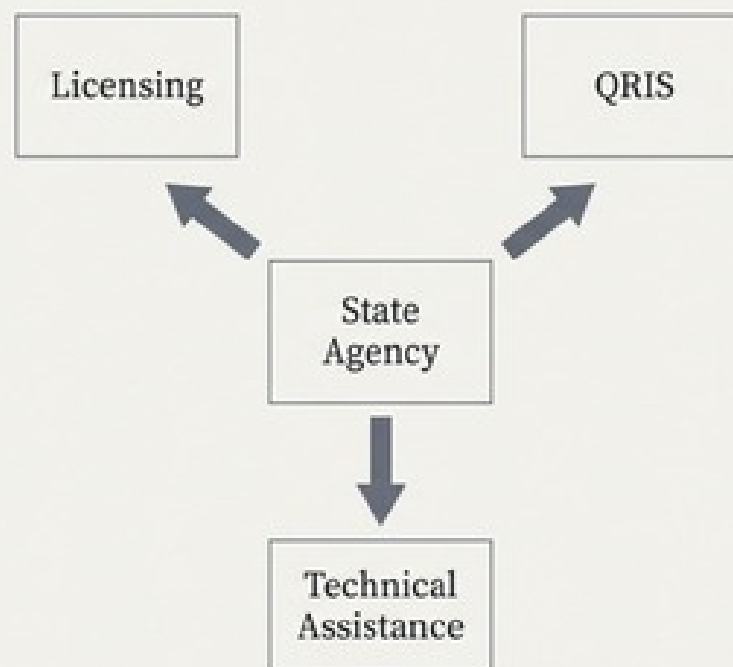 Licensing
QRIS
State
Agency
Technical
Assistance